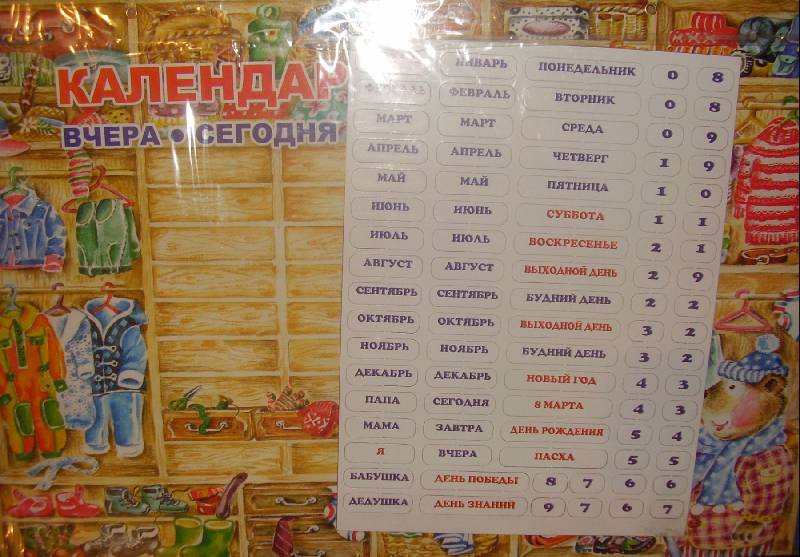 КАЛЕНДАР
ВЧЕРА • СЕГОДНЯ
ЯНВАРЬ ПОНЕДЕЛЬНИК 0 8
ФЕВРАЛЬ ФЕВРАЛЬ ВТОРНИК 0 8
МАРТ МАРТ СРЕДА 0 9
АПРЕЛЬ АПРЕЛЬ ЧЕТВЕРГ 1 9
МАЙ МАЙ ПЯТНИЦА 1 0
ИЮНЬ ИЮНЬ СУББОТА 1 1
ИЮЛЬ ИЮЛЬ ВОСКРЕСЕНЬЕ 2 1
АВГУСТ АВГУСТ ВЫХОДНОЙ ДЕНЬ 2 9
СЕНТЯБРЬ СЕНТЯБРЬ БУДНИЙ ДЕНЬ 2 2
ОКТЯБРЬ ОКТЯБРЬ ВЫХОДНОЙ ДЕНЬ 3 2
НОЯБРЬ НОЯБРЬ БУДНИЙ ДЕНЬ 3 2
ДЕКАБРЬ ДЕКАБРЬ НОВЫЙ ГОД 4 3
ПАПА СЕГОДНЯ 8 МАРТА 4 3
МАМА ЗАВТРА ДЕНЬ РОЖДЕНИЯ 5 4
Я ВЧЕРА ПАСХА 5 5
БАБУШКА ДЕНЬ ПОБЕДЫ 8 7 6 6
ДЕДУШКА ДЕНЬ ЗНАНИЙ 9 7 6 7